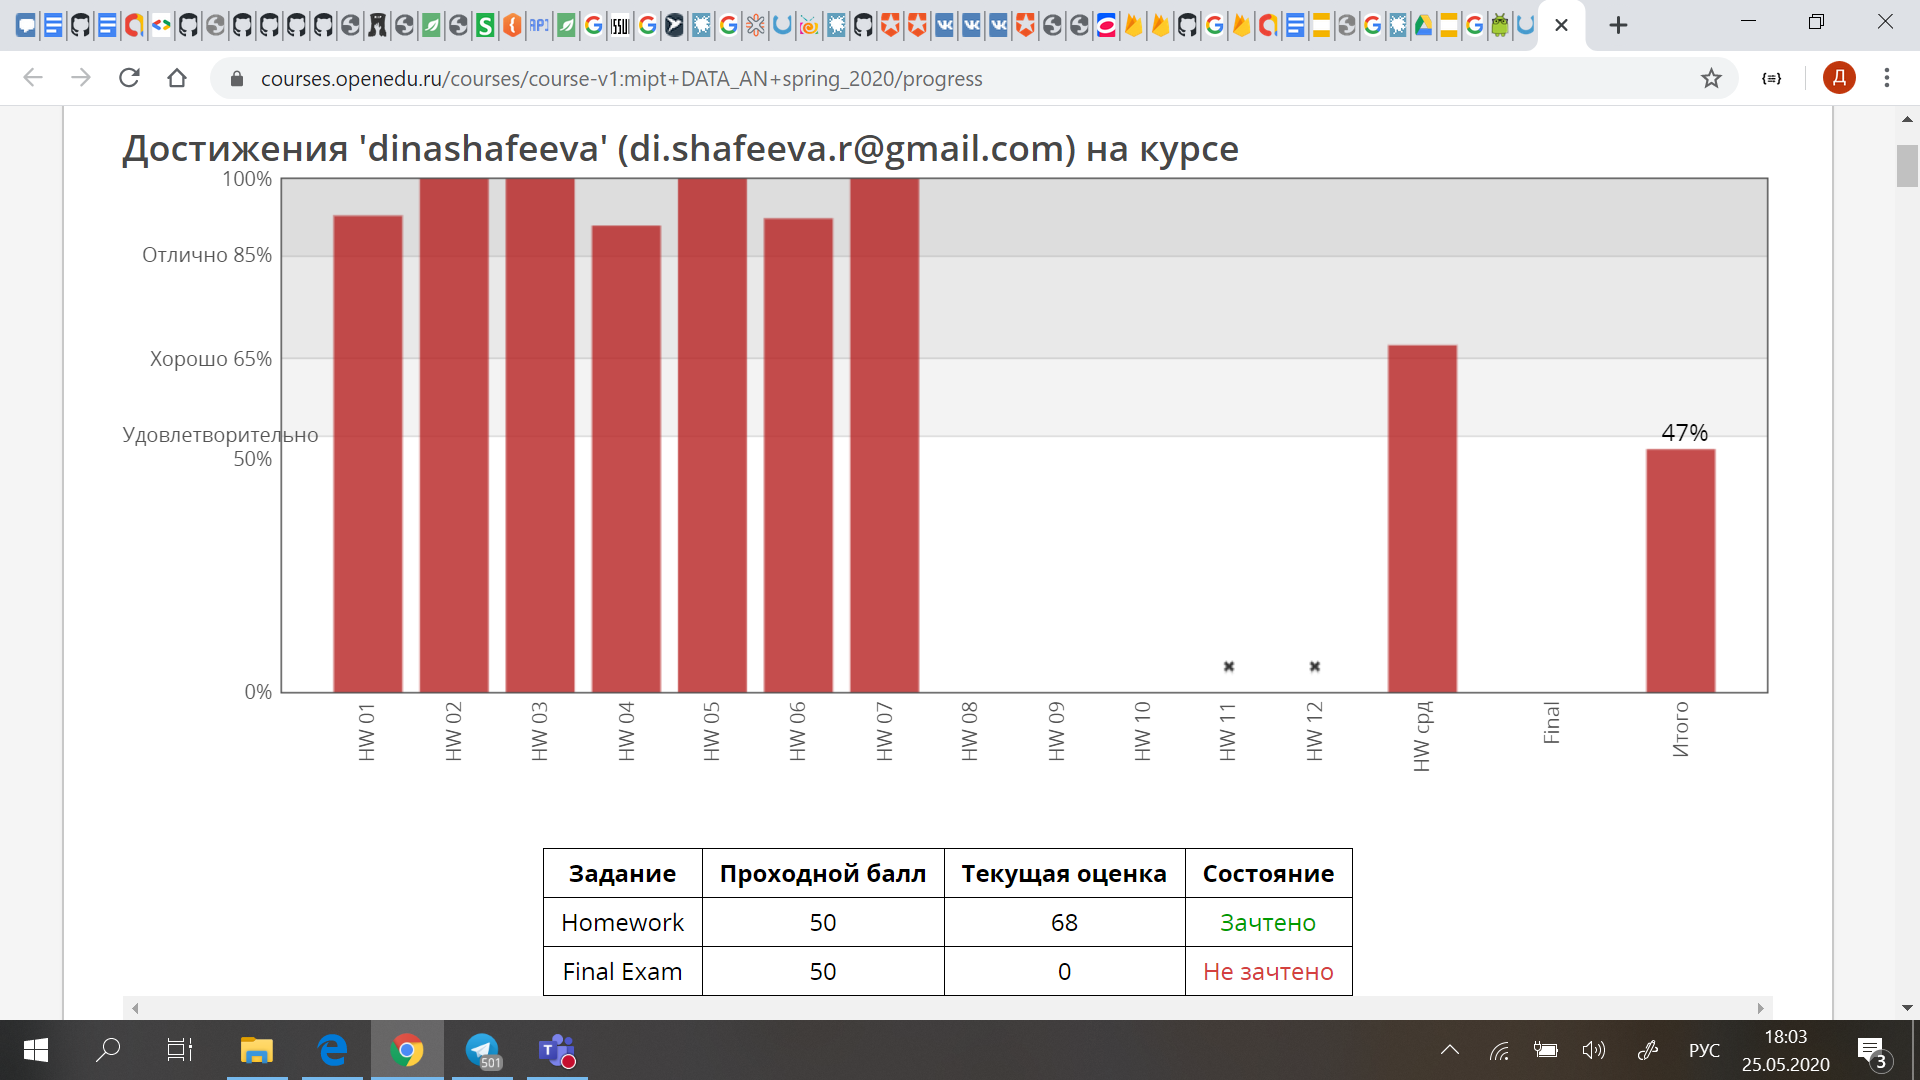 courses.openedu.ru/courses/course-v1:mipt+DATA_AN+spring_2020/progress
Д
Достижения 'dinashafeeva' (di.shafeeva.r@gmail.com) на курсе
100%
Отлично 85%
Хорошо 65%
Удовлетворительно
50%
0%
47%
HW 01
HW 02
HW 03
HW 04
HW 05
HW 06
HW 07
HW 08
HW 09
HW 10
HW 11
HW 12
HW срд
Final
Итого
Задание Проходной балл Текущая оценка Состояние
Homework 50 68 Зачтено
Final Exam 50 0 Не зачтено
501
РУС
18:03
25.05.2020
3